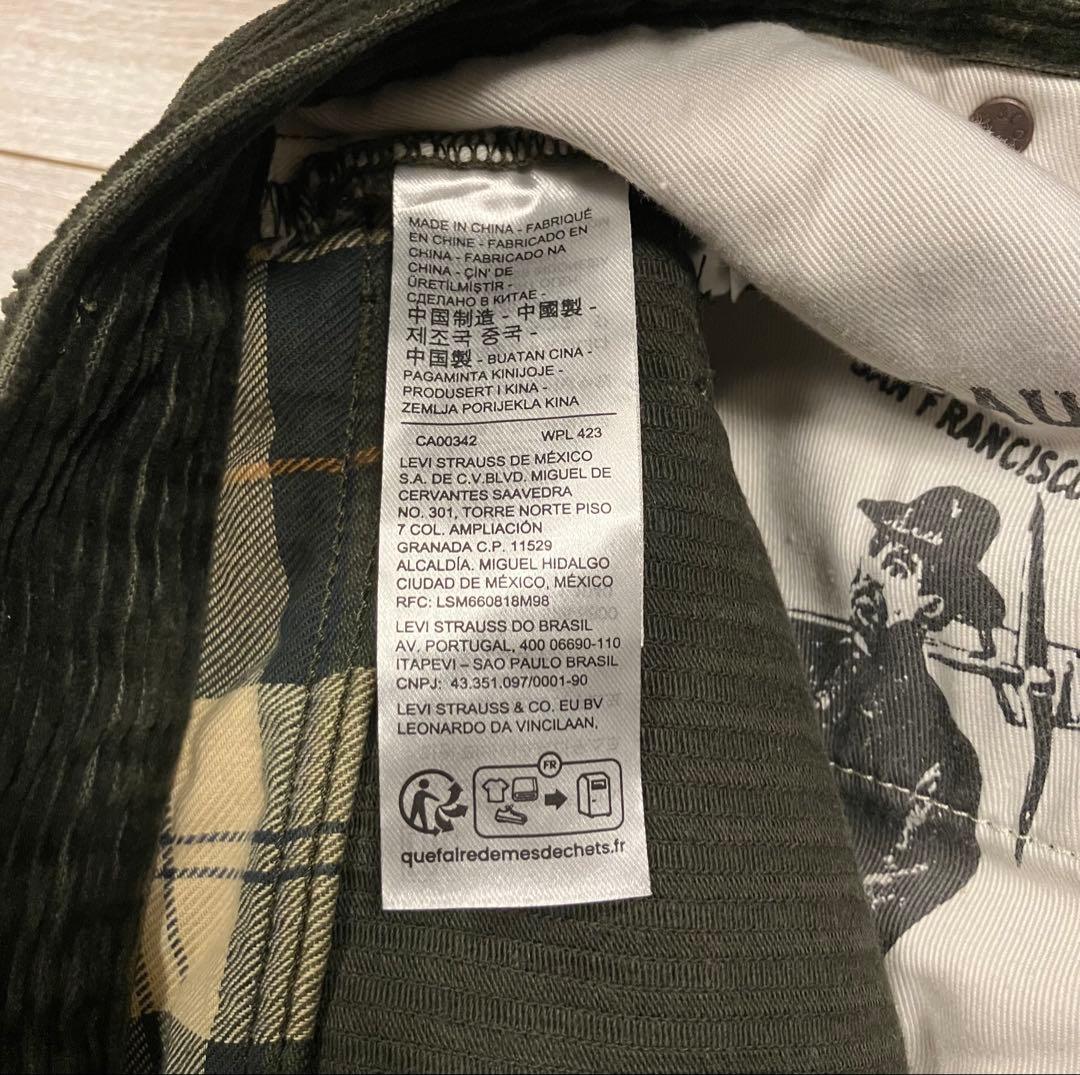 MADE IN CHINA - FABRIQUÉ
EN CHINE - FABRICADO EN
CHINA - FABRICADO NA
CHINA - ÇİN' DE
ÜRETİLMİŞTİR -
СДЕЛАНО В КИТАЕ -
中国制造 - 中國製 -
제조국 중국 -
中国製 - BUATAN CINA -
PAGAMINTA KINIJOJE -
PRODUSERT I KINA -
ZEMLJA PORIJEKLA KINA
CA00342 WPL 423
LEVI STRAUSS DE MÉXICO
S.A. DE C.V.BLVD. MIGUEL DE
CERVANTES SAAVEDRA
NO. 301, TORRE NORTE PISO
7 COL. AMPLIACIÓN
GRANADA C.P. 11529
ALCALDÍA. MIGUEL HIDALGO
CIUDAD DE MÉXICO, MÉXICO
RFC: LSM660818M98
LEVI STRAUSS DO BRASIL
AV. PORTUGAL, 400 06690-110
ITAPEVI – SAO PAULO BRASIL
CNPJ: 43.351.097/0001-90
LEVI STRAUSS & CO. EU BV
LEONARDO DA VINCILAAN,
FR
quefairedemesdechets.fr
SAN FRANCISCO